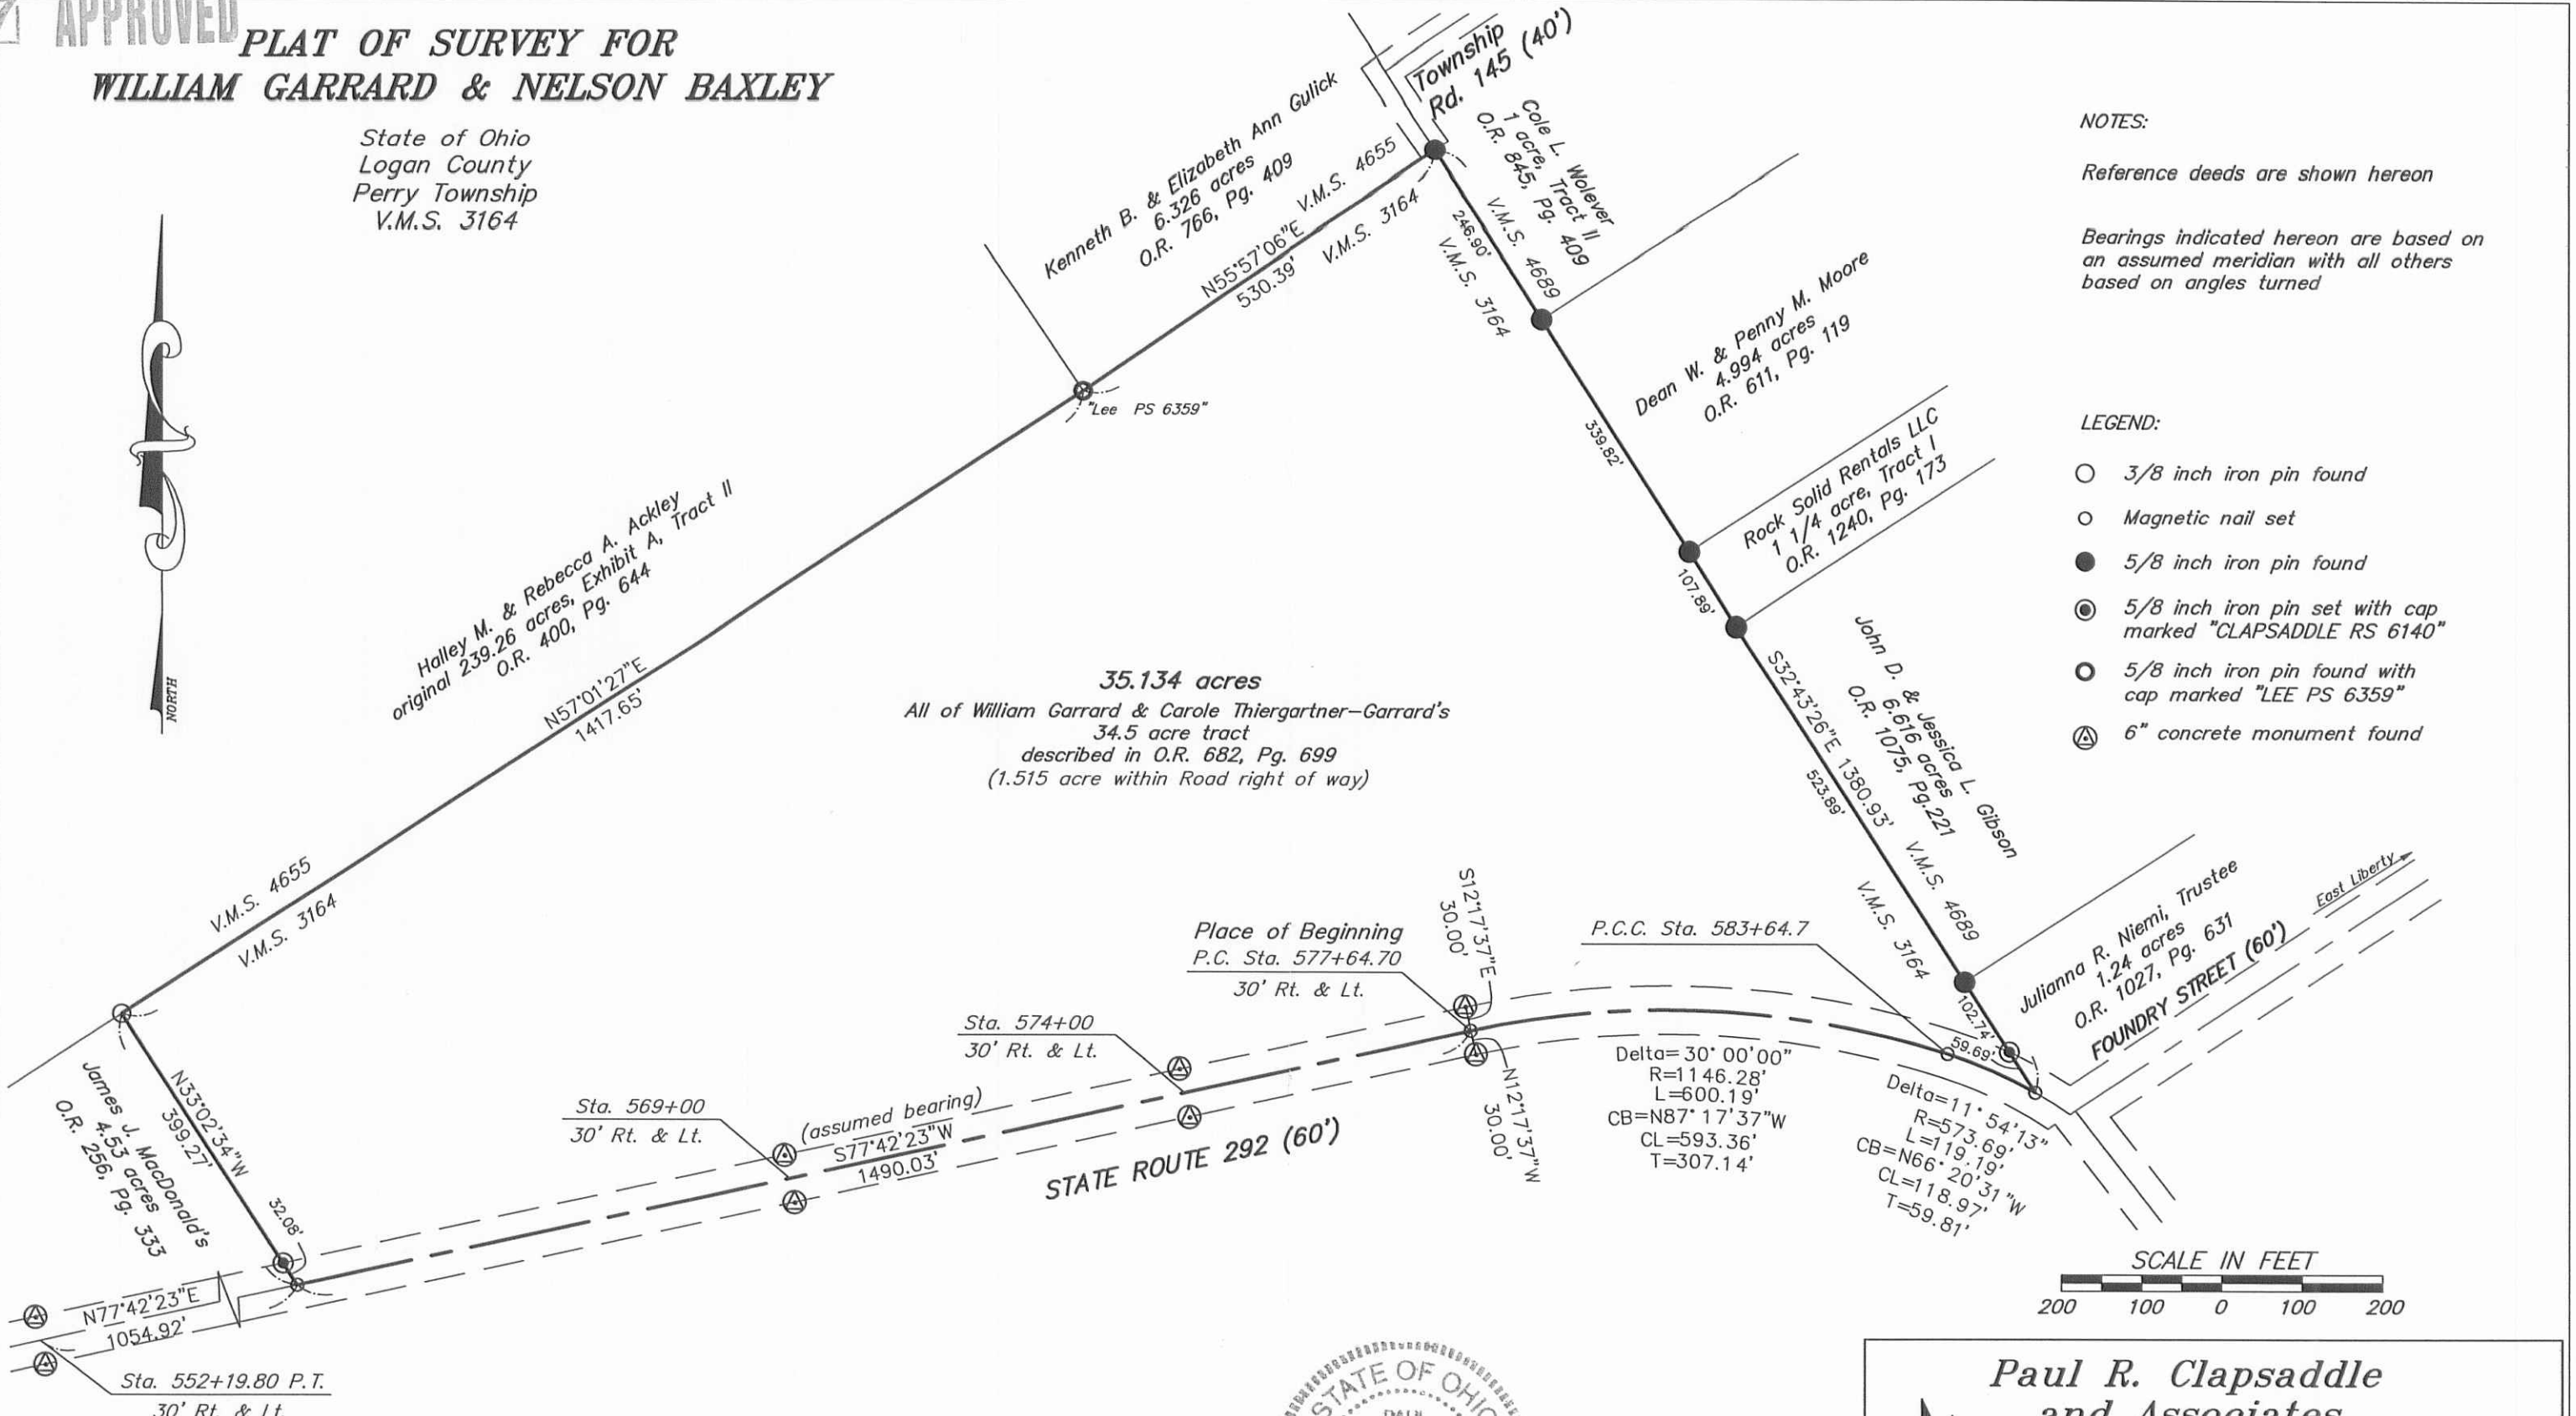 APPROVED
PLAT OF SURVEY FOR
WILLIAM GARRARD & NELSON BAXLEY
State of Ohio
Logan County
Perry Township
V.M.S. 3164
NORTH
Township
Rd. 145 (40')
Kenneth B. & Elizabeth Ann Gulick
6.326 acres
O.R. 766, Pg. 409
V.M.S. 4655
N55°57'06"E
530.39'
V.M.S. 3164
Cole L. Wolever
1 acre, Tract II
O.R. 845, Pg. 409
V.M.S. 4689
246.90'
V.M.S. 3164
"Lee PS 6359"
Dean W. & Penny M. Moore
4.994 acres
O.R. 611, Pg. 119
339.82'
Rock Solid Rentals LLC
1 1/4 acre, Tract I
O.R. 1240, Pg. 173
107.89'
John D. & Jessica L. Gibson
6.616 acres
O.R. 1075, Pg.221
S32°43'26"E 1380.93'
523.89'
V.M.S. 4689
V.M.S. 3164
Halley M. & Rebecca A. Ackley
original 239.26 acres, Exhibit A, Tract II
O.R. 400, Pg. 644
N57°01'27"E
1417.65'
V.M.S. 4655
V.M.S. 3164
35.134 acres
All of William Garrard & Carole Thiergartner-Garrard's
34.5 acre tract
described in O.R. 682, Pg. 699
(1.515 acre within Road right of way)
NOTES:
Reference deeds are shown hereon
Bearings indicated hereon are based on
an assumed meridian with all others
based on angles turned
LEGEND:
3/8 inch iron pin found
Magnetic nail set
5/8 inch iron pin found
5/8 inch iron pin set with cap
marked "CLAPSADDLE RS 6140"
5/8 inch iron pin found with
cap marked "LEE PS 6359"
6" concrete monument found
Julianna R. Niemi, Trustee
1.24 acres
O.R. 1027, Pg. 631
FOUNDRY STREET (60')
East Liberty
102.74'
59.69'
P.C.C. Sta. 583+64.7
Place of Beginning
P.C. Sta. 577+64.70
30' Rt. & Lt.
S12°17'37"E
30.00'
N12°17'37"W
30.00'
Sta. 574+00
30' Rt. & Lt.
Sta. 569+00
30' Rt. & Lt.
(assumed bearing)
S77°42'23"W
1490.03'
STATE ROUTE 292 (60')
Delta=30°00'00"
R=1146.28'
L=600.19'
CB=N87°17'37"W
CL=593.36'
T=307.14'
Delta=11°54'13"
R=573.69'
L=119.19'
CB=N66°20'31"W
CL=118.97'
T=59.81'
N33°02'34"W
399.27'
32.08'
James J. MacDonald's
4.53 acres
O.R. 256, Pg. 333
N77°42'23"E
1054.92'
Sta. 552+19.80 P.T.
30' Rt. & Lt.
SCALE IN FEET
200 100 0 100 200
STATE OF OHIO
PAUL
Paul R. Clapsaddle
and Associates